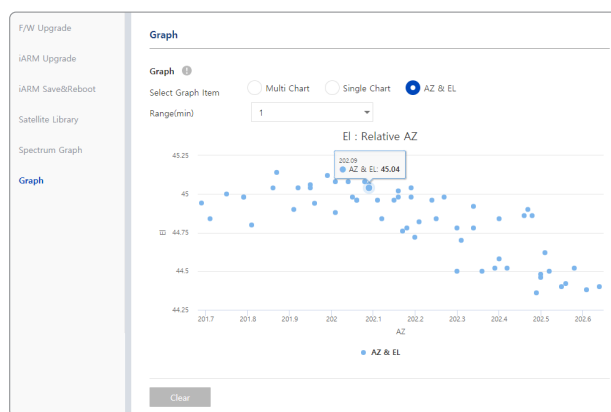 F/W Upgrade
iARM Upgrade
iARM Save&Reboot
Satellite Library
Spectrum Graph
Graph
Graph
Graph
Select Graph Item
Multi Chart
Single Chart
AZ & EL
Range(min)
1
El : Relative AZ
202.09
AZ & EL: 45.04
45.25
45
44.75
44.5
44.25
El
201.7 201.8 201.9 202 202.1 202.2 202.3 202.4 202.5 202.6
AZ
AZ & EL
Clear